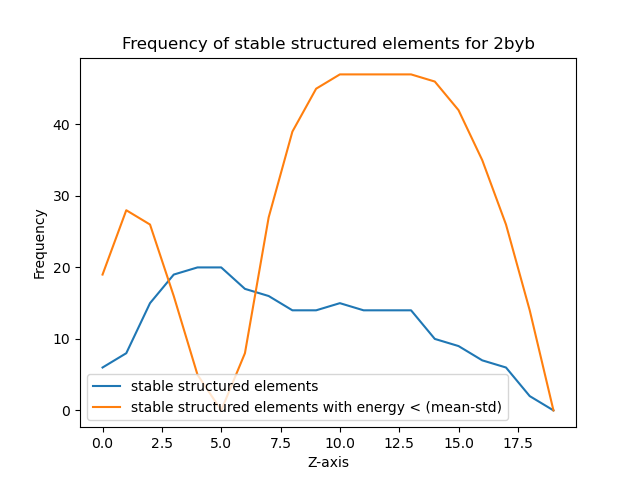 Frequency of stable structured elements for 2byb
Frequency
40
30
20
10
0
stable structured elements
stable structured elements with energy < (mean-std)
0.0 2.5 5.0 7.5 10.0 12.5 15.0 17.5
Z-axis